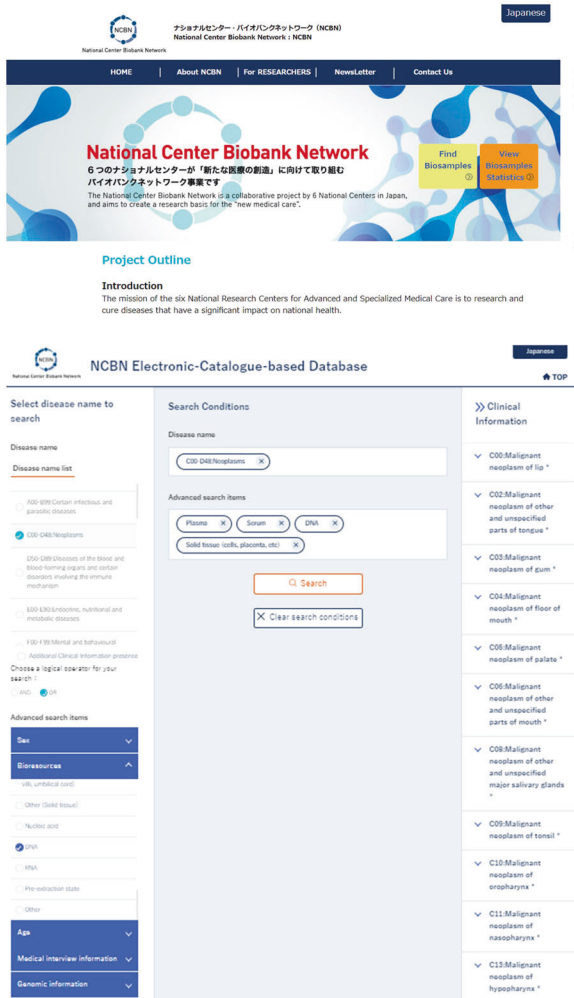 Japanese
NCBN
National Center Biobank Network
ナショナルセンター・バイオバンクネットワーク（NCBN）
National Center Biobank Network : NCBN
HOME | About NCBN | For RESEARCHERS | NewsLetter | Contact Us
National Center Biobank Network
6つのナショナルセンターが「新たな医療の創造」に向けて取り組む
バイオバンクネットワーク事業です
The National Center Biobank Network is a collaborative project by 6 National Centers in Japan,
and aims to create a research basis for the "new medical care".
Find
Biosamples
View
Biosamples
Statistics
Project Outline
Introduction
The mission of the six National Research Centers for Advanced and Specialized Medical Care is to research and
cure diseases that have a significant impact on national health.
NCBN
National Center Biobank Network
NCBN Electronic-Catalogue-based Database
Japanese
TOP
Select disease name to
search
Disease name
Disease name list
A00-B99:Certain infectious and
parasitic diseases
C00-D48:Neoplasms
D50-D89:Diseases of the blood and
blood-forming organs and certain
disorders involving the immune
mechanism
E00-E90:Endocrine, nutritional and
metabolic diseases
F00-F99:Mental and behavioural
Additional Clinical Information presence
Choose a logical operator for your
search :
AND OR
Advanced search items
Sex
Bioresources
villi, umbilical cord)
Other (Solid tissue)
Nucleic acid
DNA
RNA
Pre-extraction state
Other
Age
Medical interview information
Genomic information
Search Conditions
Disease name
C00-D48:Neoplasms X
Advanced search items
Plasma X Serum X DNA X
Solid tissue (cells, placenta, etc) X
Search
X Clear search conditions
Clinical
Information
C00:Malignant
neoplasm of lip *
C02:Malignant
neoplasm of other
and unspecified
parts of tongue *
C03:Malignant
neoplasm of gum *
C04:Malignant
neoplasm of floor of
mouth *
C05:Malignant
neoplasm of palate *
C06:Malignant
neoplasm of other
and unspecified
parts of mouth *
C08:Malignant
neoplasm of other
and unspecified
major salivary glands
*
C09:Malignant
neoplasm of tonsil *
C10:Malignant
neoplasm of
oropharynx *
C11:Malignant
neoplasm of
nasopharynx *
C13:Malignant
neoplasm of
hypopharynx *